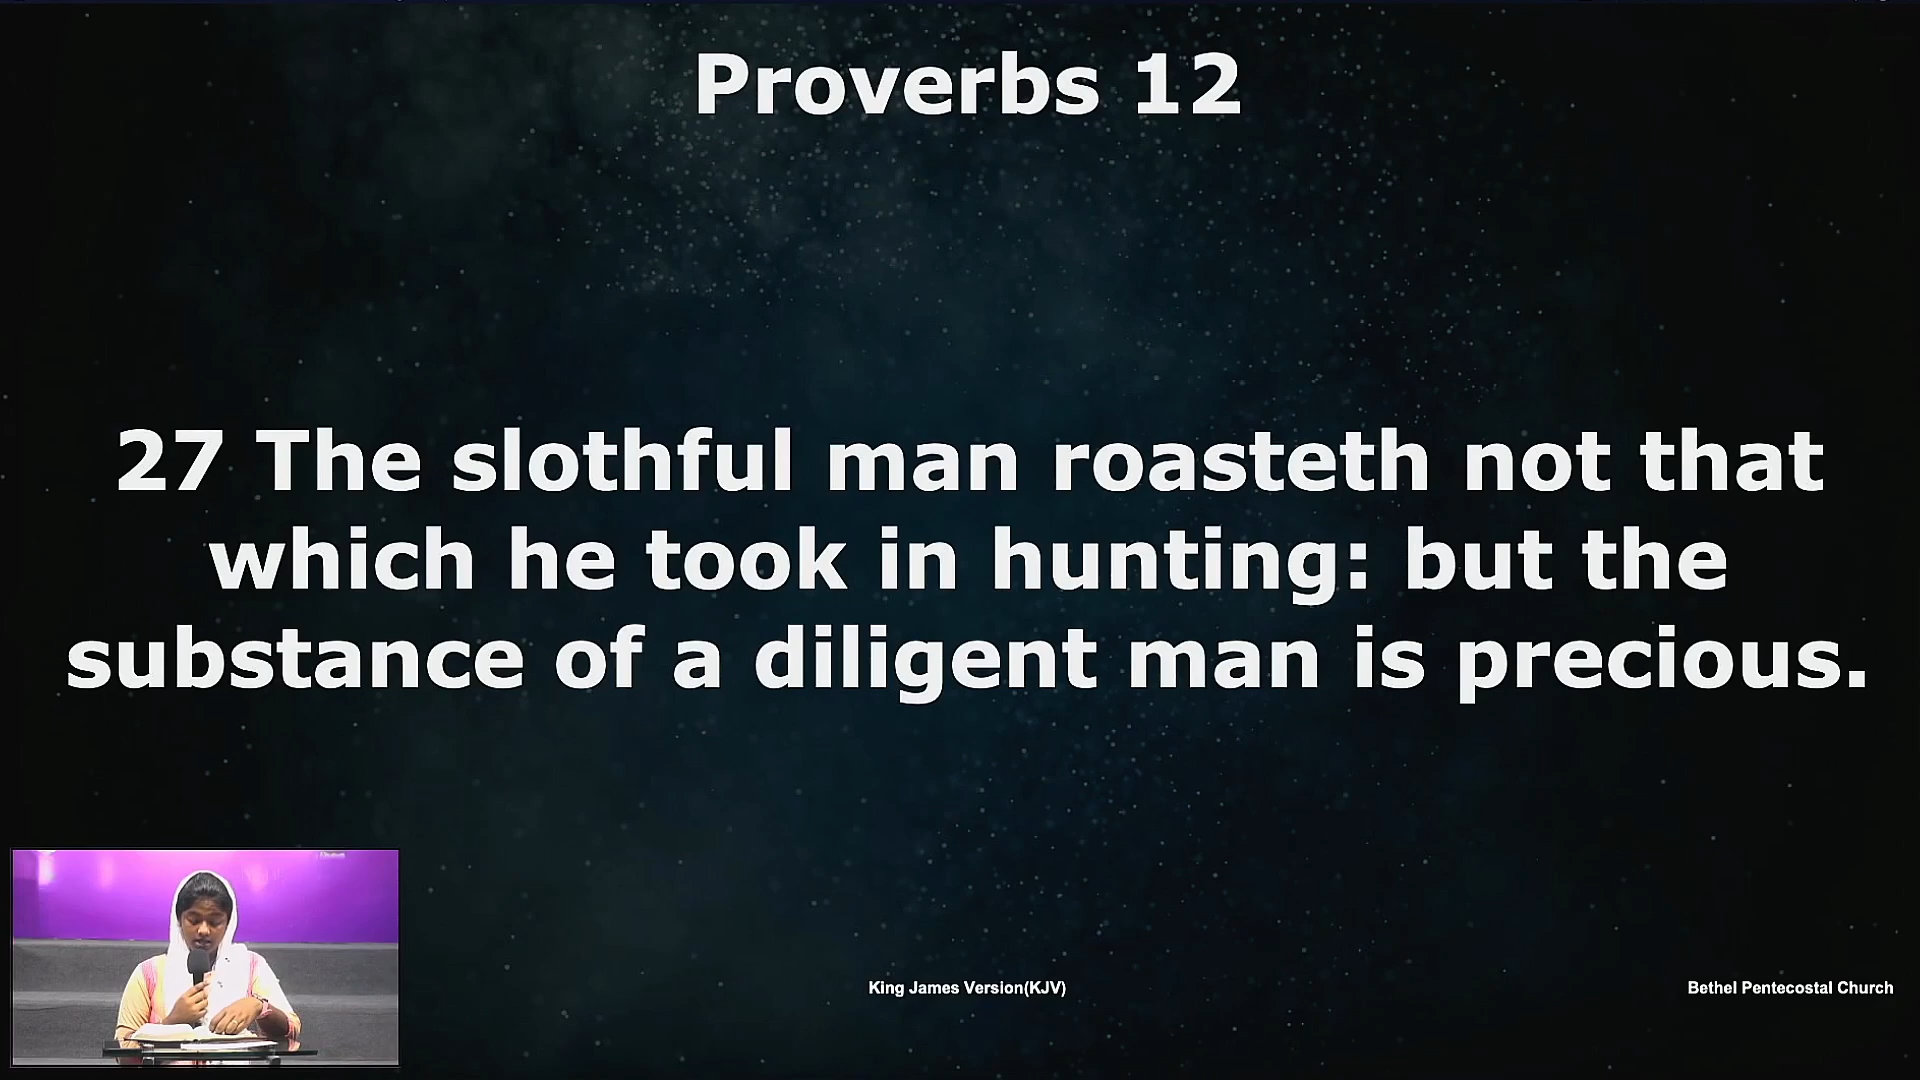 Proverbs 12
27 The slothful man roasteth not that
which he took in hunting: but the
substance of a diligent man is precious.
King James Version(KJV)
Bethel Pentecostal Church